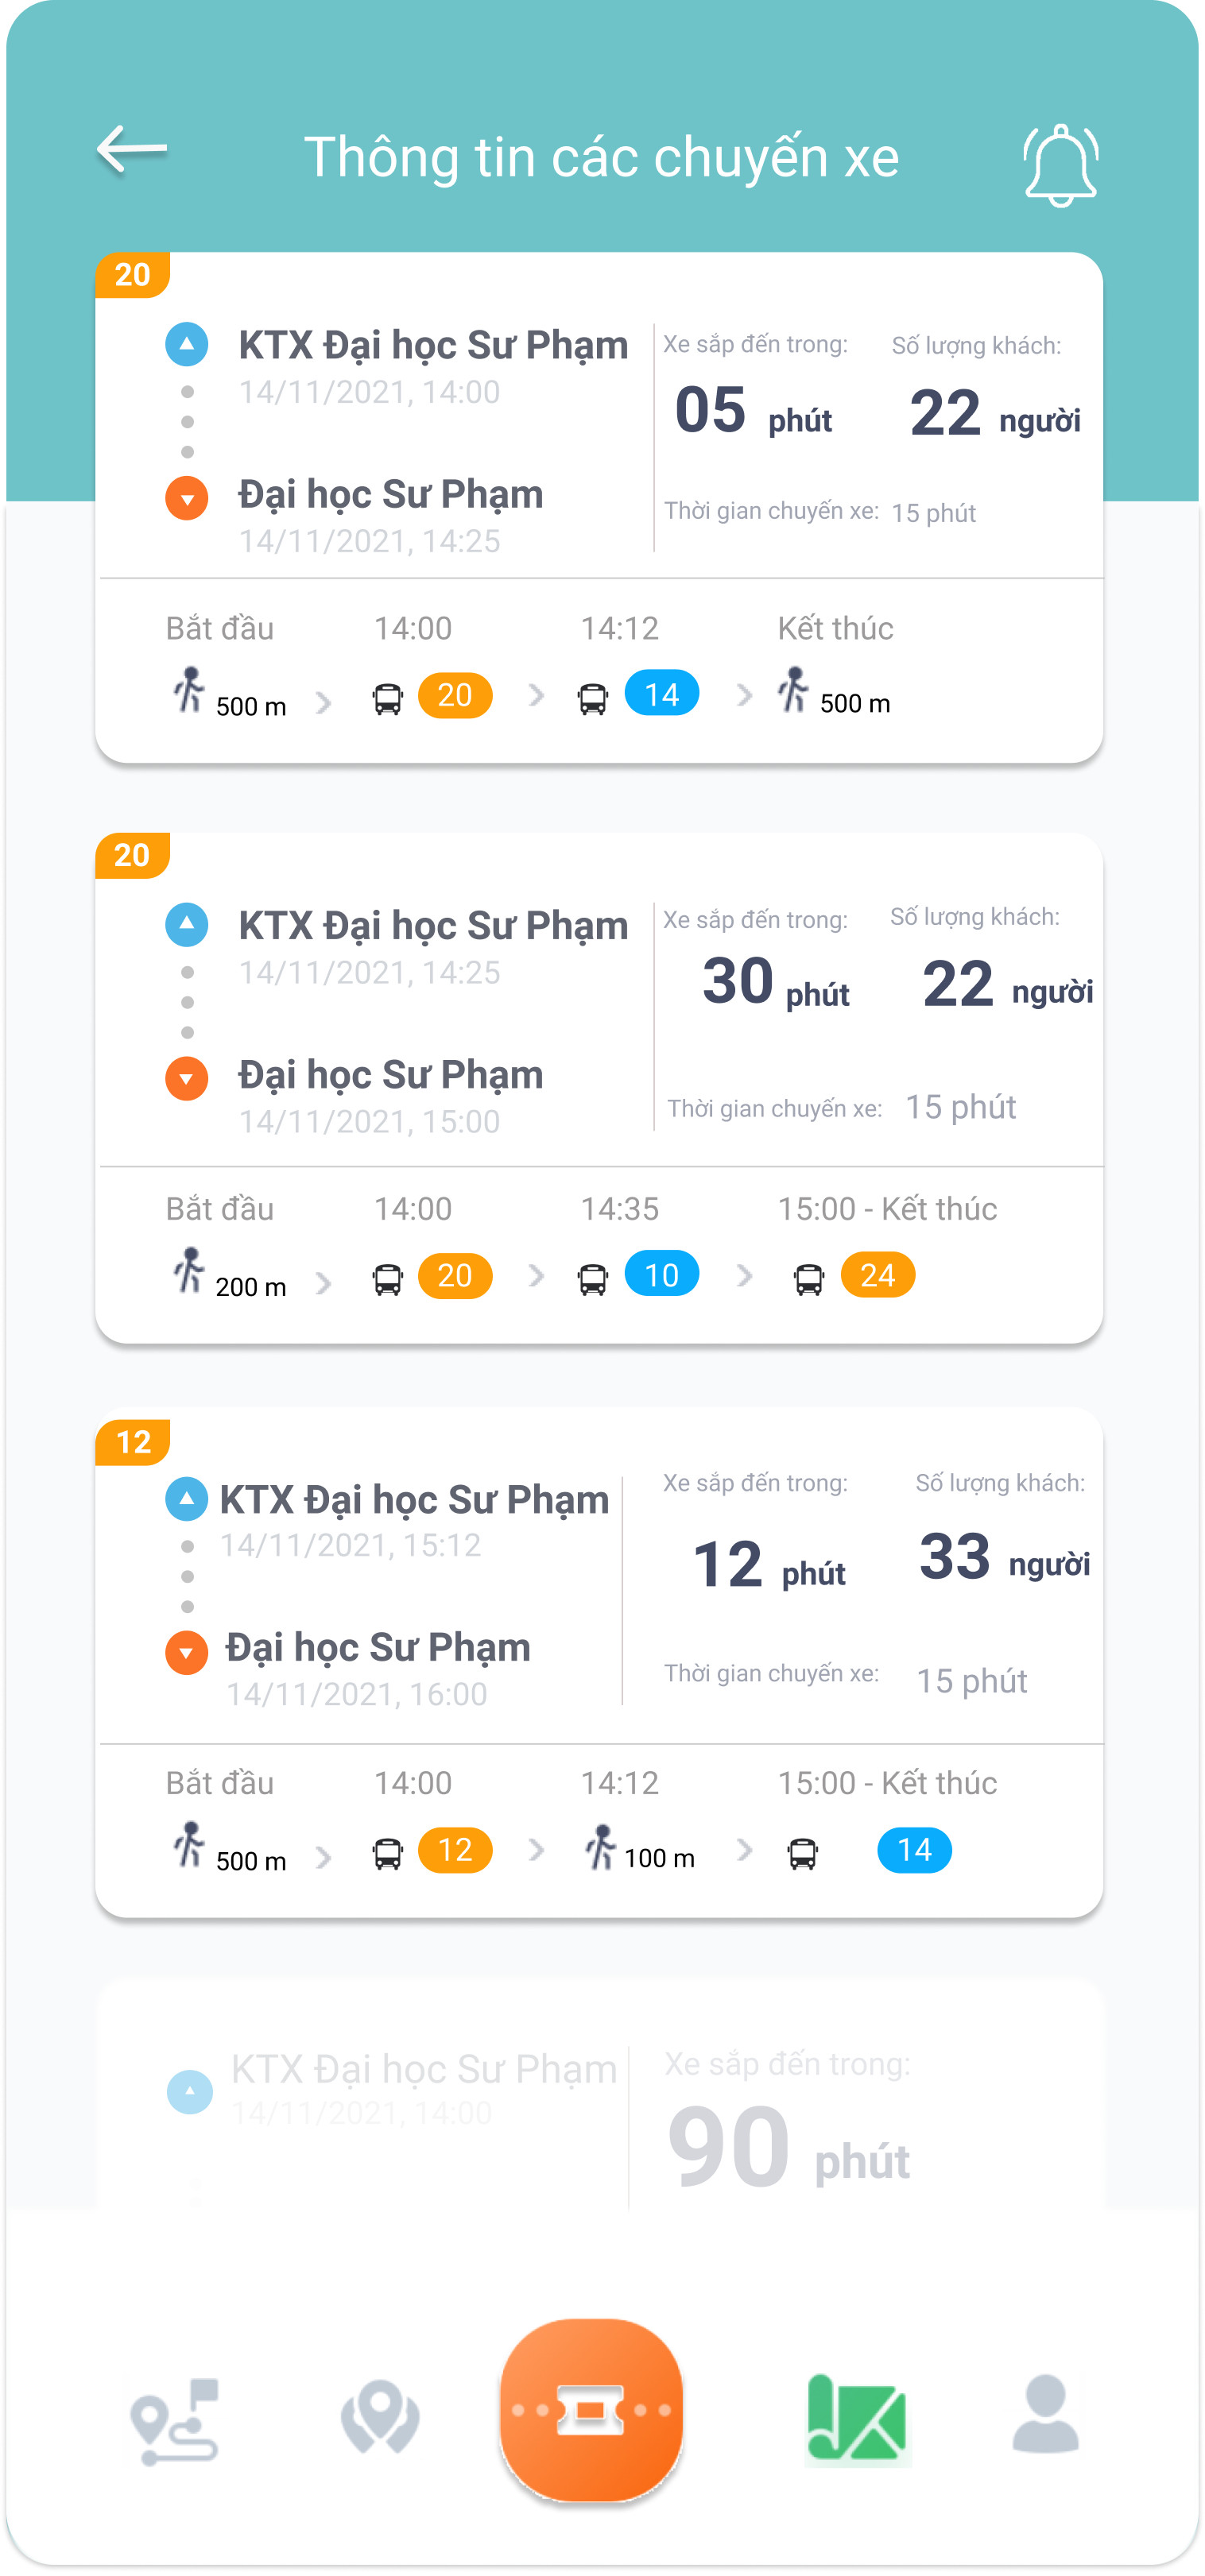 Thông tin các chuyến xe
20
KTX Đại học Sư Phạm
14/11/2021, 14:00
Xe sắp đến trong:
Số lượng khách:
05 phút
22 người
Đại học Sư Phạm
14/11/2021, 14:25
Thời gian chuyến xe: 15 phút
Bắt đầu 14:00 14:12 Kết thúc
500 m 20 14 500 m
20
KTX Đại học Sư Phạm
14/11/2021, 14:25
Xe sắp đến trong:
Số lượng khách:
30 phút
22 người
Đại học Sư Phạm
14/11/2021, 15:00
Thời gian chuyến xe: 15 phút
Bắt đầu 14:00 14:35 15:00 - Kết thúc
200 m 20 10 24
12
KTX Đại học Sư Phạm
14/11/2021, 15:12
Xe sắp đến trong:
Số lượng khách:
12 phút
33 người
Đại học Sư Phạm
14/11/2021, 16:00
Thời gian chuyến xe: 15 phút
Bắt đầu 14:00 14:12 15:00 - Kết thúc
500 m 12 100 m 14
KTX Đại học Sư Phạm
14/11/2021, 14:00
Xe sắp đến trong:
90 phút